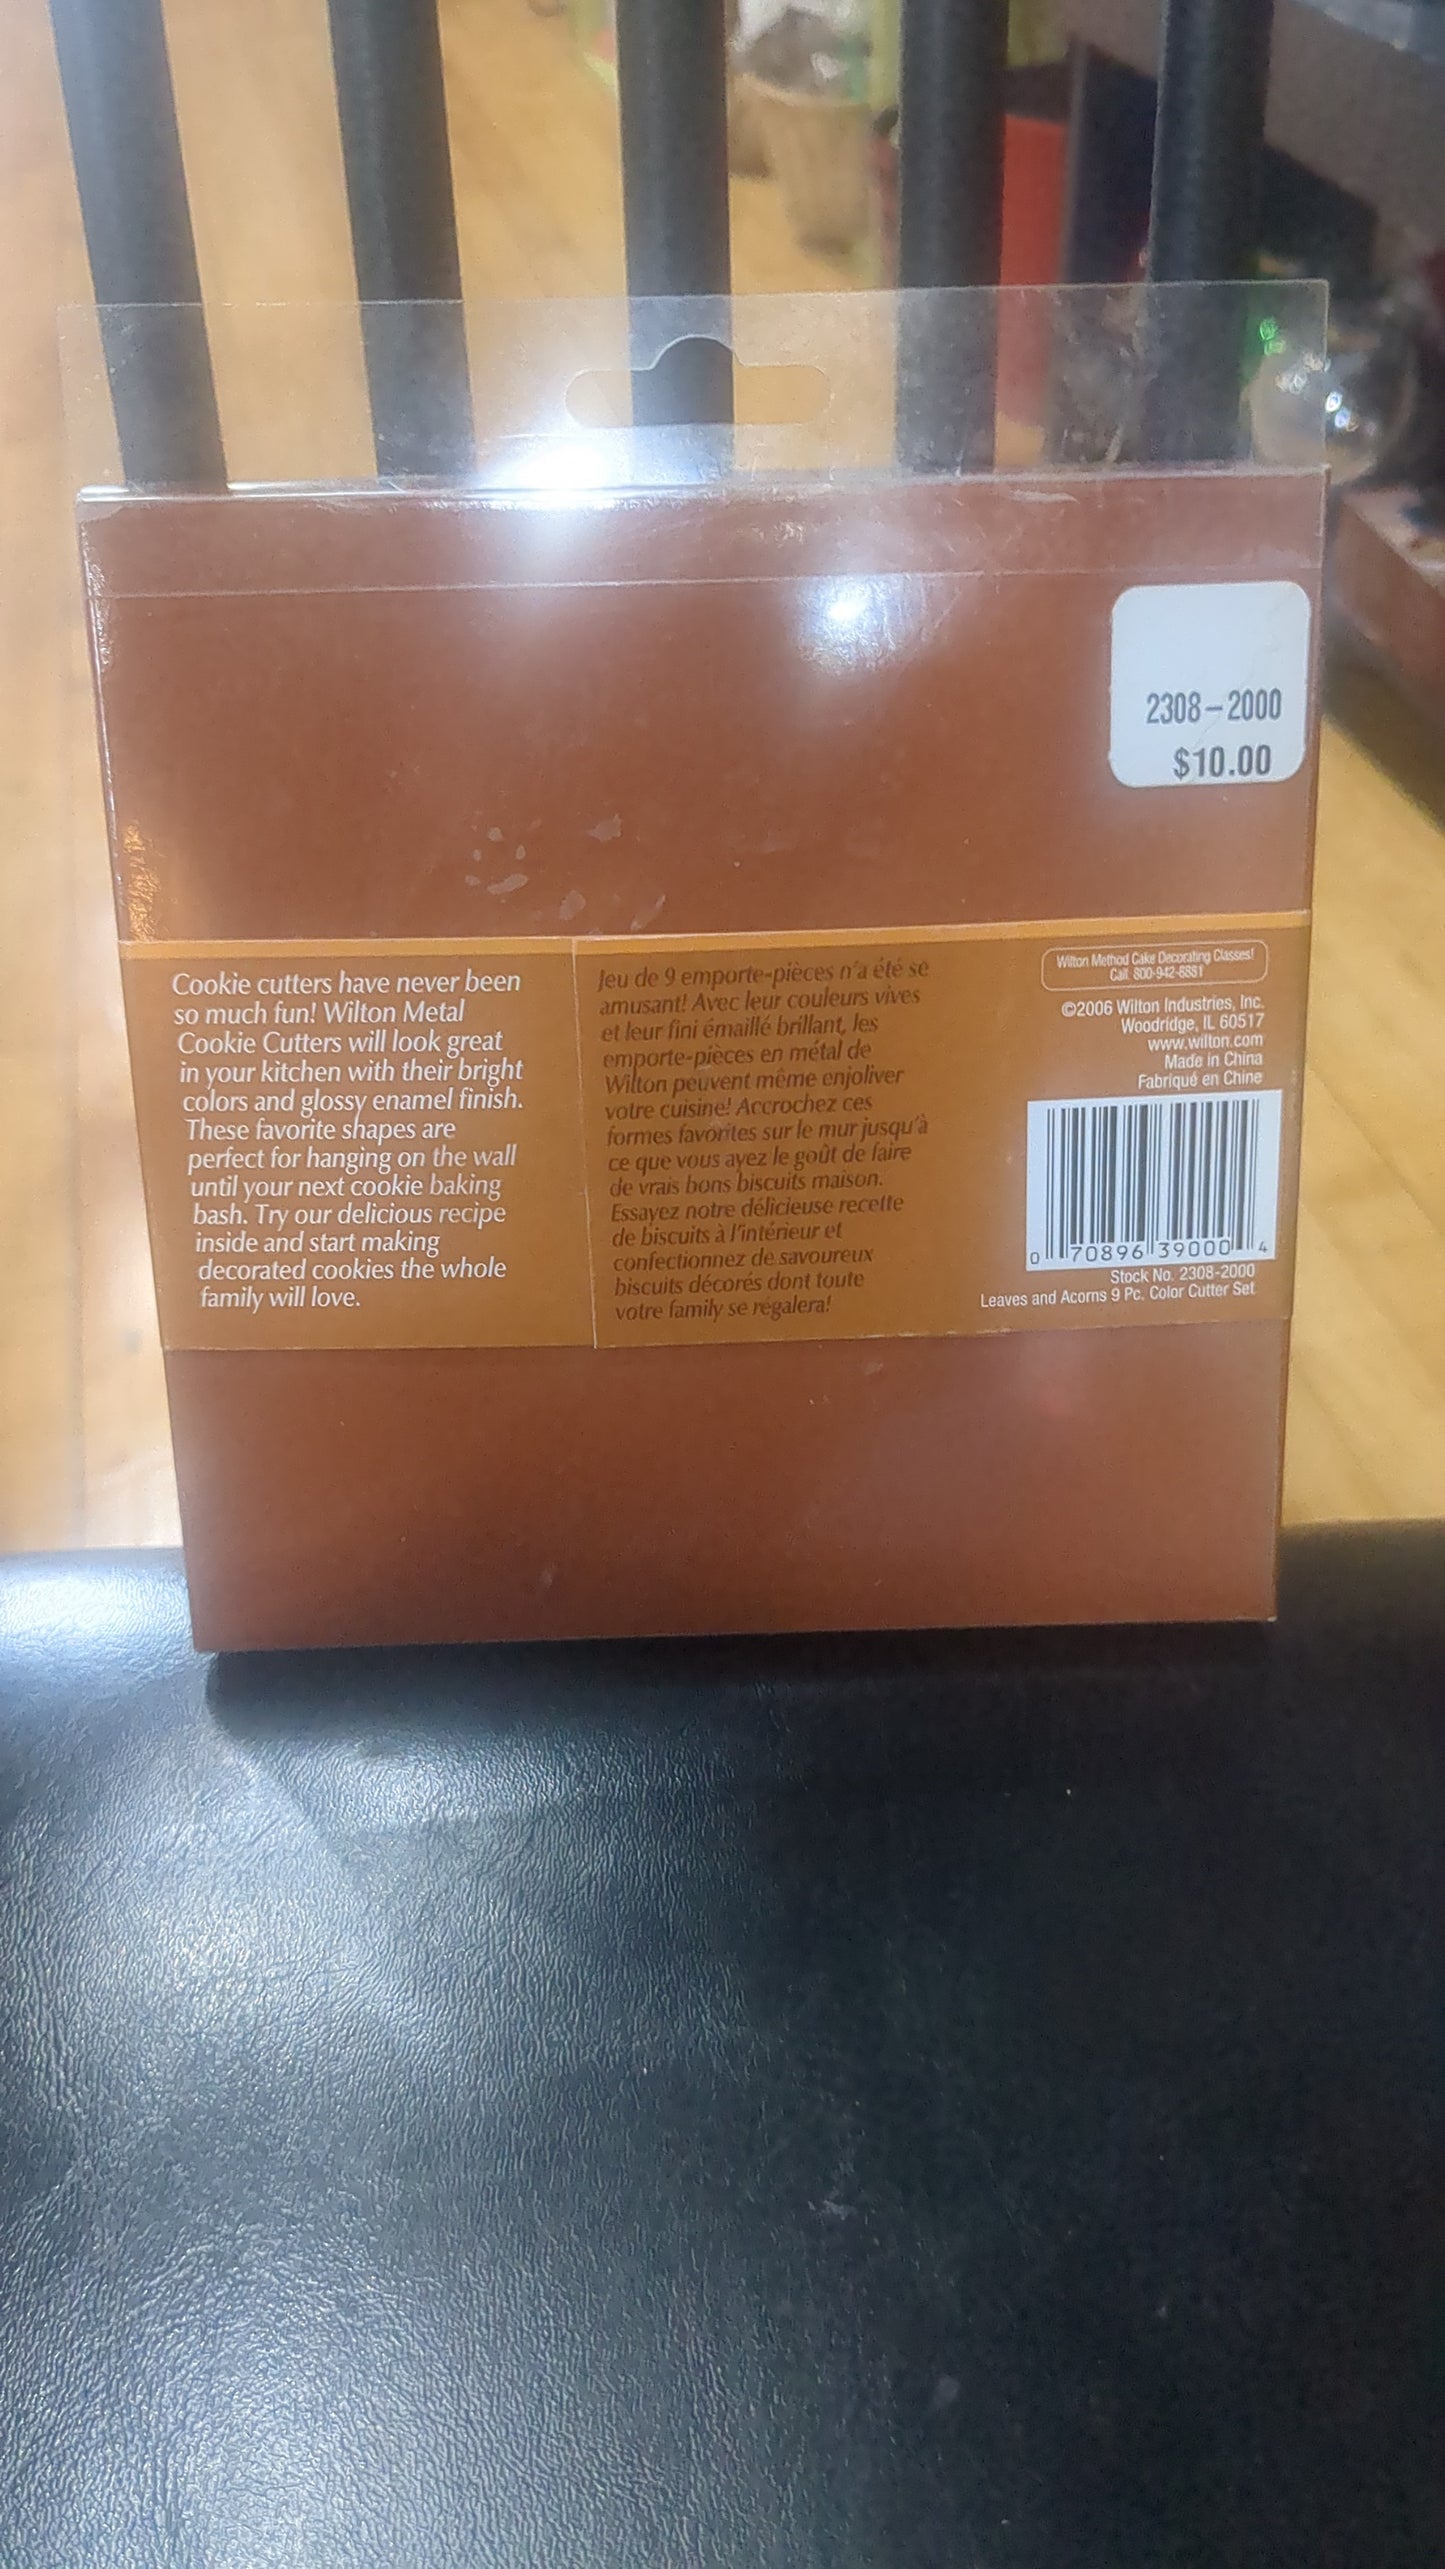 2308-2000
$10.00
Cookie cutters have never been
so much fun! Wilton Metal
Cookie Cutters will look great
in your kitchen with their bright
colors and glossy enamel finish.
These favorite shapes are
perfect for hanging on the wall
until your next cookie baking
bash. Try our delicious recipe
inside and start making
decorated cookies the whole
family will love.
Jeu de 9 emporte-pièces n'a été se
amusant! Avec leur couleurs vives
et leur fini émaillé brillant, les
emporte-pièces en métal de
Wilton peuvent même enjoliver
votre cuisine! Accrochez ces
formes favorites sur le mur jusqu'à
ce que vous ayez le goût de faire
de vrais bons biscuits maison.
Essayez notre délicieuse recette
de biscuits à l'intérieur et
confectionnez de savoureux
biscuits décorés dont toute
votre family se régalera!
Wilton Method Cake Decorating Classes!
Call: 800-942-8881
©2006 Wilton Industries, Inc.
Woodridge, IL 60517
www.wilton.com
Made in China
Fabriqué en Chine
0 70896 39000 4
Stock No. 2308-2000
Leaves and Acorns 9 Pc. Color Cutter Set